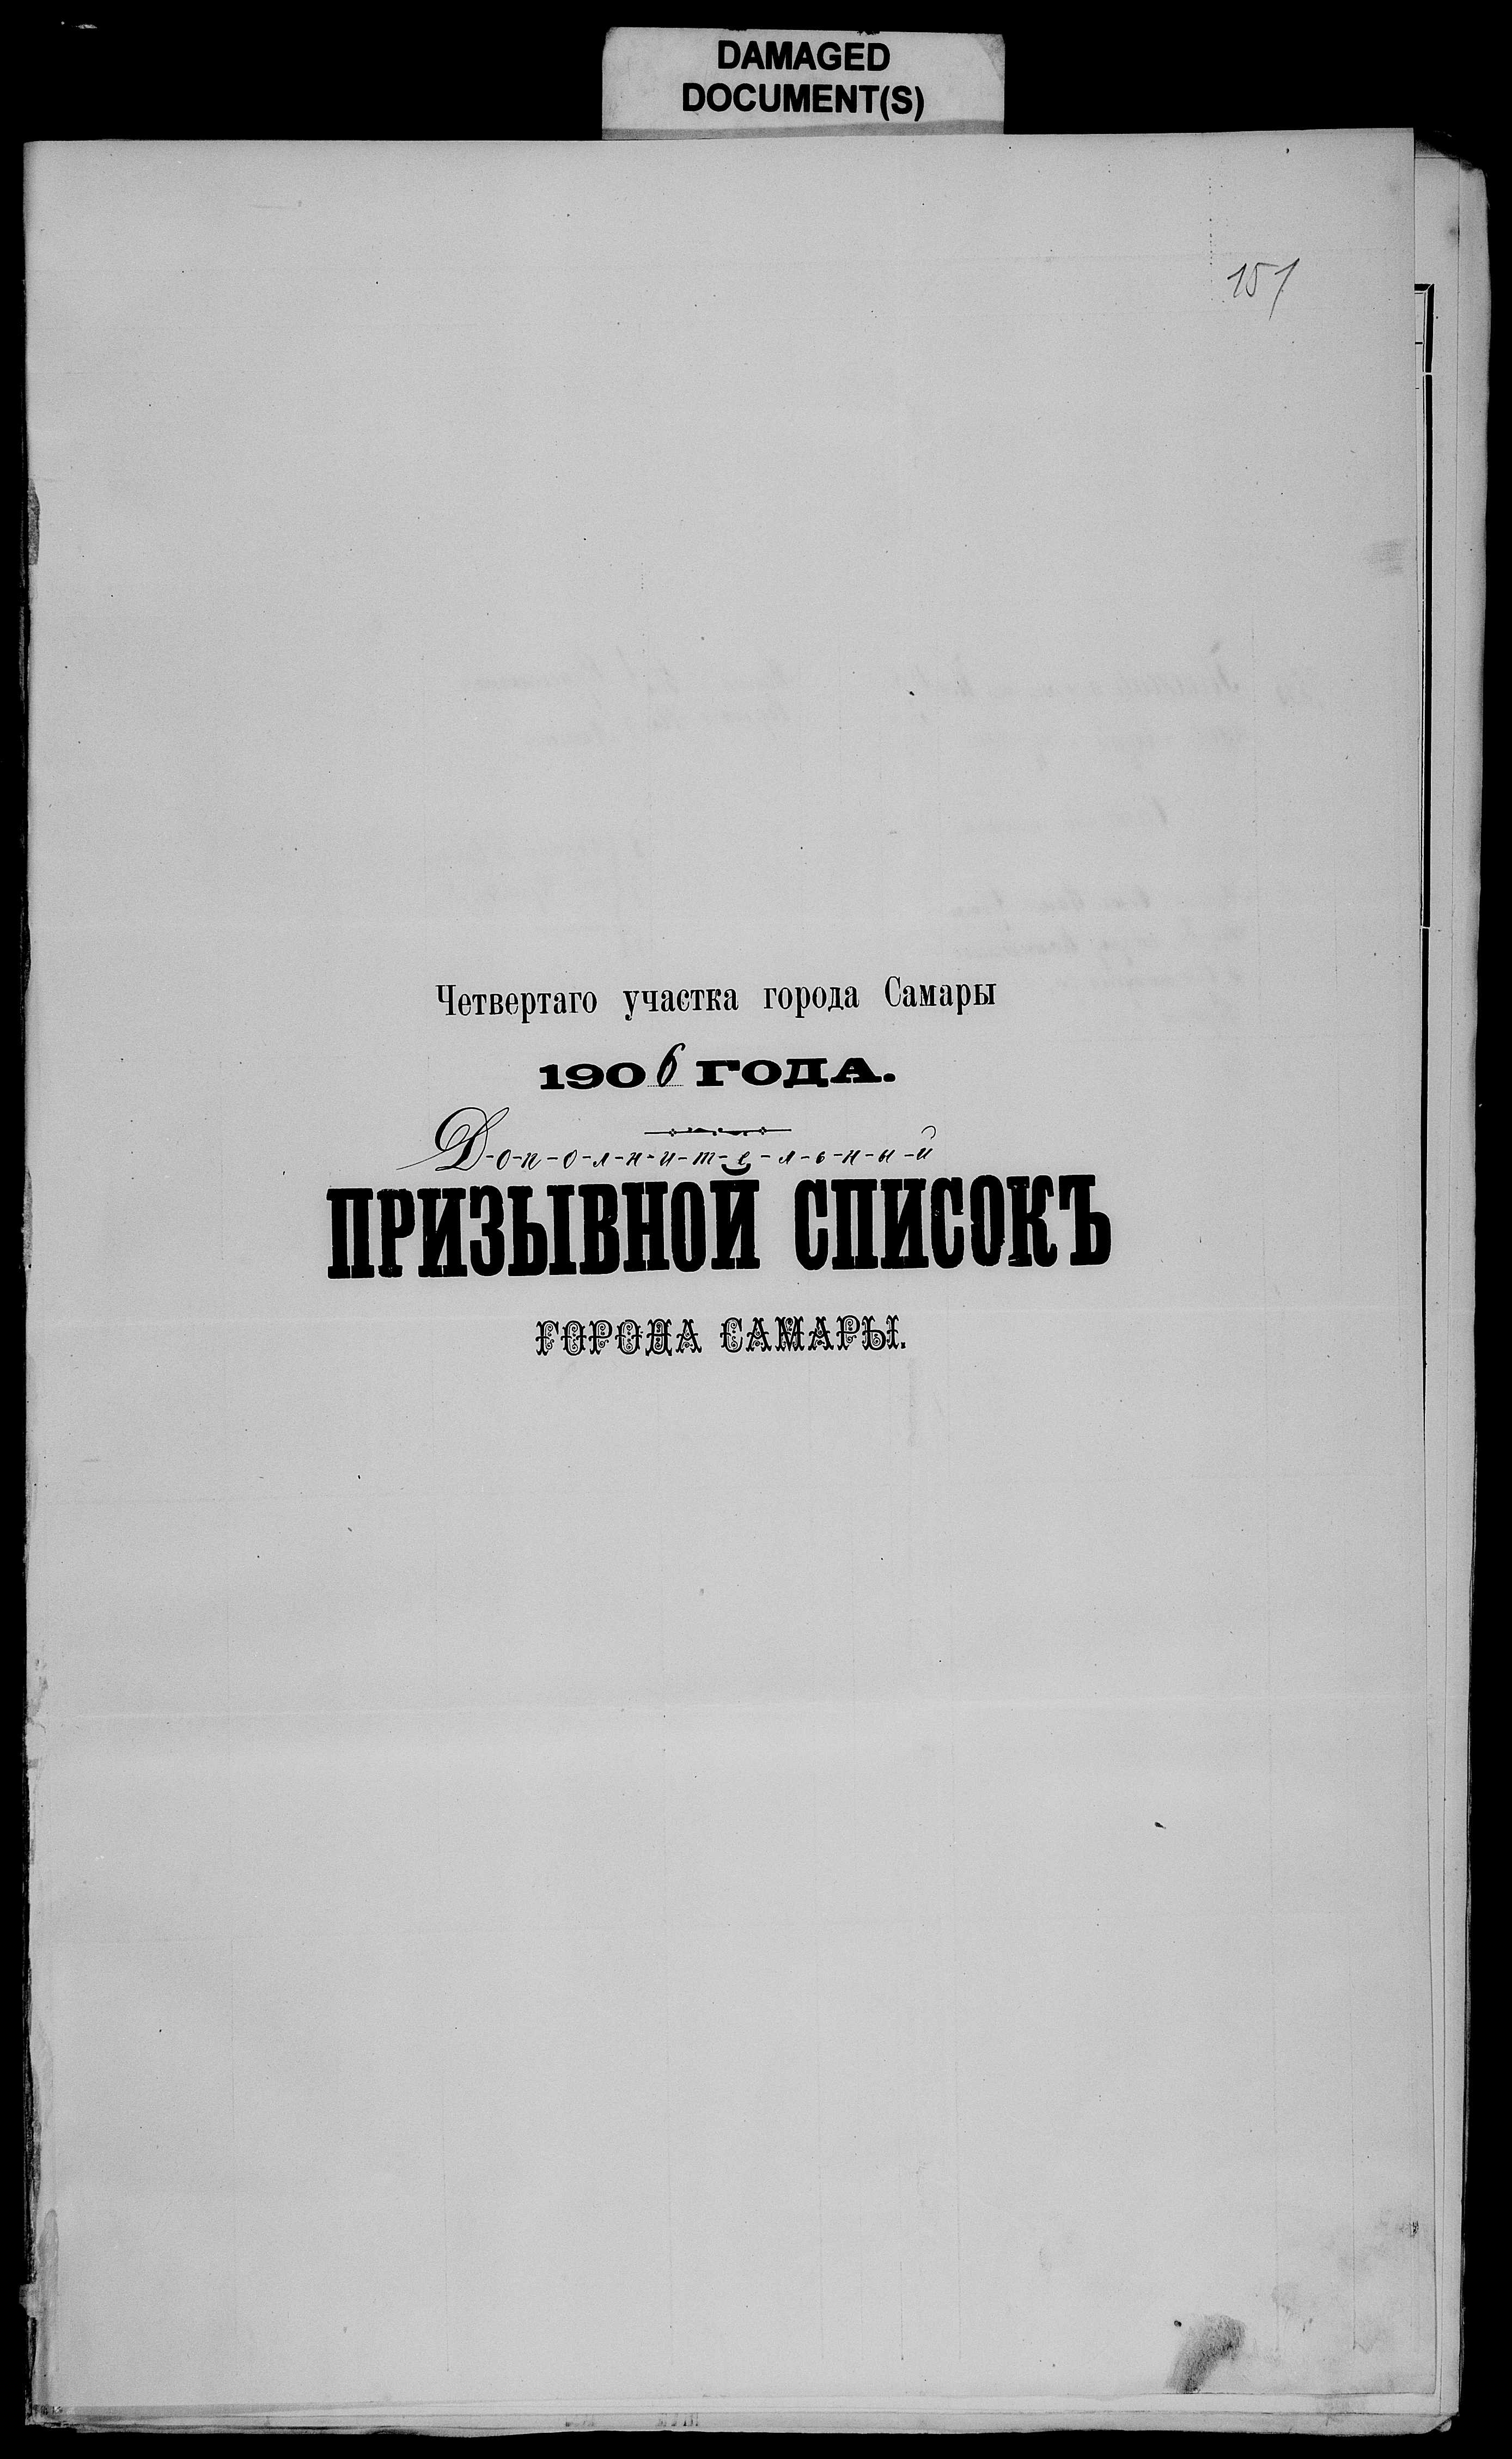 DAMAGED
DOCUMENT(S)
151
Четвертаго участка города Самары
1906 ГОДА.
Д-о-п-о-л-н-и-т-е-л-ь-н-ы-й
ПРИЗЫВНОЙ СПИСОКЪ
ГОРОДА САМАРЫ.